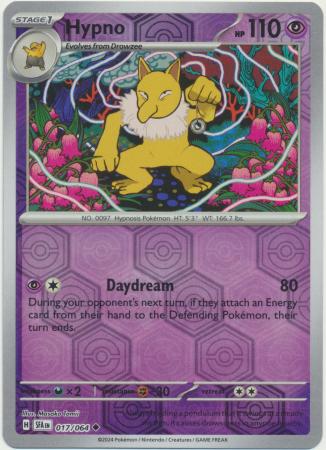 STAGE 1
Hypno
HP 110
Evolves from Drowzee
NO. 0097 Hypnosis Pokémon HT: 5'3" WT: 166.7 lbs.
Daydream 80
During your opponent's next turn, if they attach an Energy
card from their hand to the Defending Pokémon, their
turn ends.
weakness ×2 resistance -30 retreat
Illus. Masako Tomii
H SFA EN 017/064
pendulum that it
©2024 Pokémon / Nintendo / Creatures / GAME FREAK